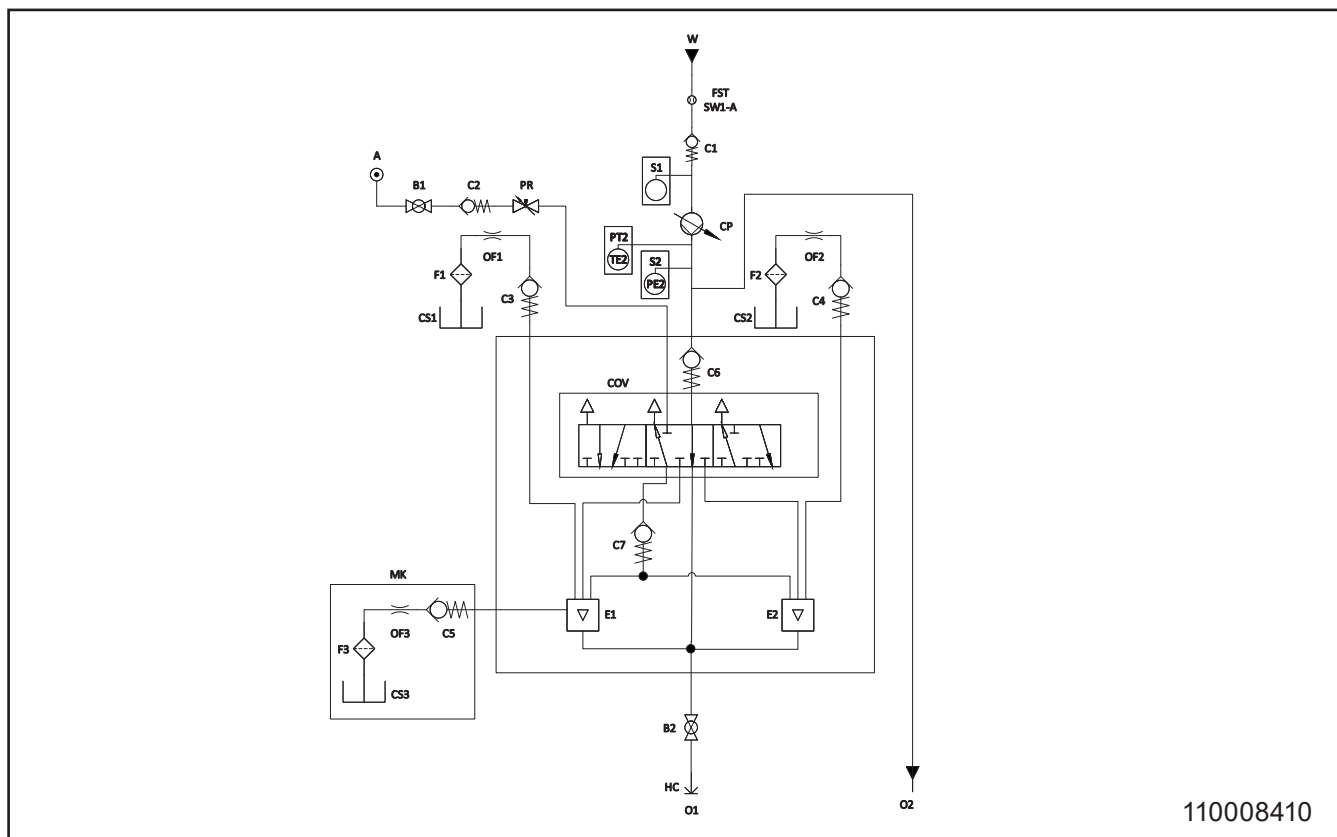 W
FST
SW1-A
C1
A
S1
B1
C2
PR
CP
PT2
TE2
OF1
OF2
S2
PE2
F1
F2
C3
C4
CS1
CS2
C6
COV
C7
MK
E1
E2
OF3
C5
F3
CS3
B2
HC
O1
O2
110008410